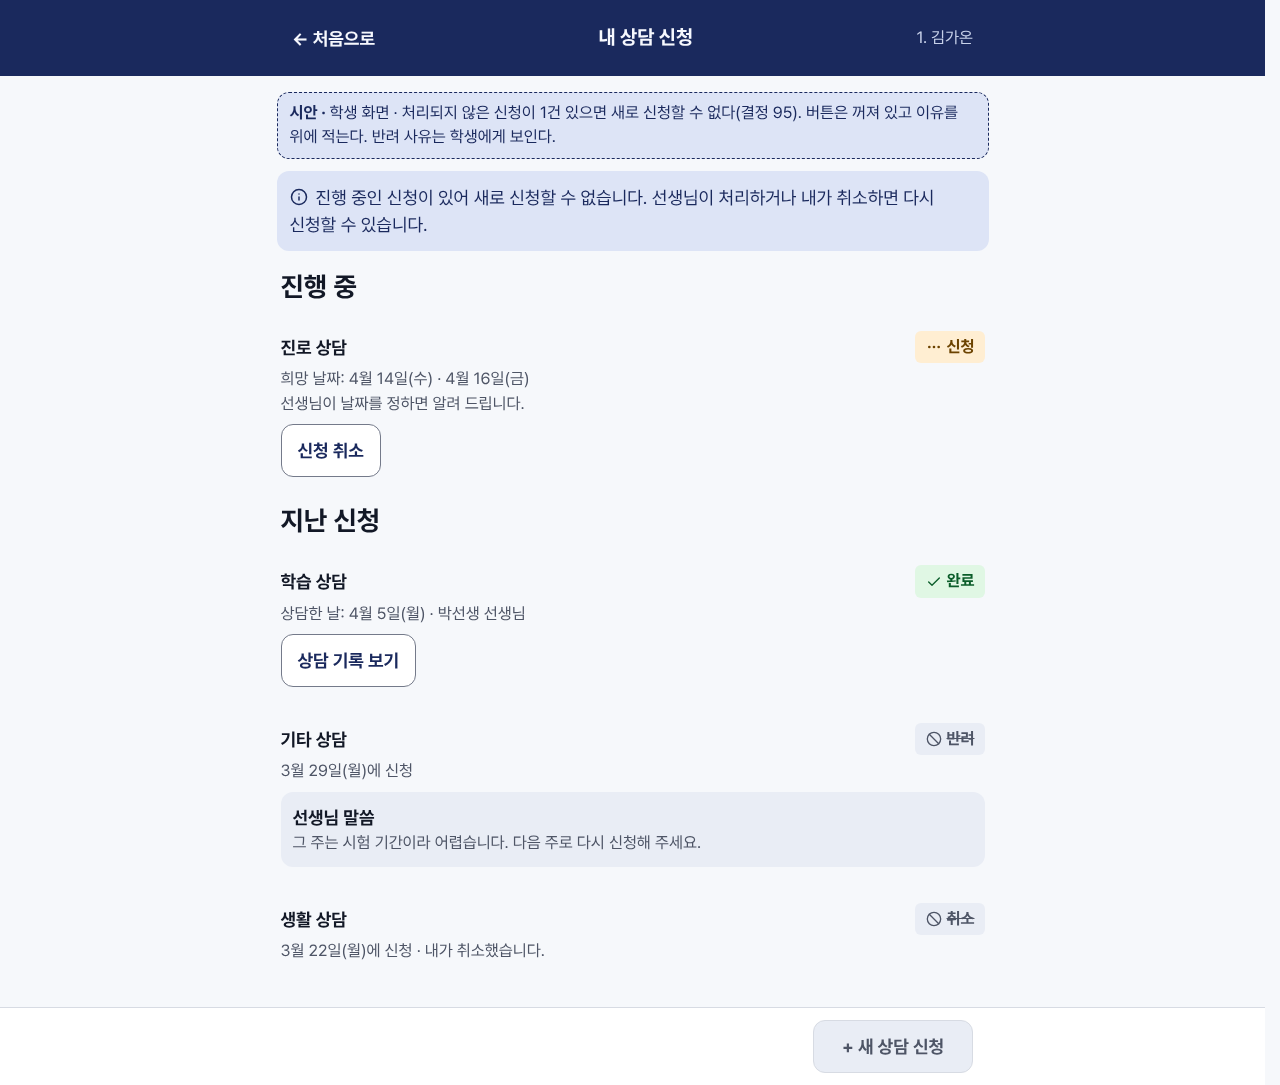 ← 처음으로
내 상담 신청
1. 김가온
시안 · 학생 화면 · 처리되지 않은 신청이 1건 있으면 새로 신청할 수 없다(결정 95). 버튼은 꺼져 있고 이유를
위에 적는다. 반려 사유는 학생에게 보인다.
진행 중인 신청이 있어 새로 신청할 수 없습니다. 선생님이 처리하거나 내가 취소하면 다시
신청할 수 있습니다.
진행 중
진로 상담
··· 신청
희망 날짜: 4월 14일(수) · 4월 16일(금)
선생님이 날짜를 정하면 알려 드립니다.
신청 취소
지난 신청
학습 상담
✓ 완료
상담한 날: 4월 5일(월) · 박선생 선생님
상담 기록 보기
기타 상담
반려
3월 29일(월)에 신청
선생님 말씀
그 주는 시험 기간이라 어렵습니다. 다음 주로 다시 신청해 주세요.
생활 상담
취소
3월 22일(월)에 신청 · 내가 취소했습니다.
+ 새 상담 신청